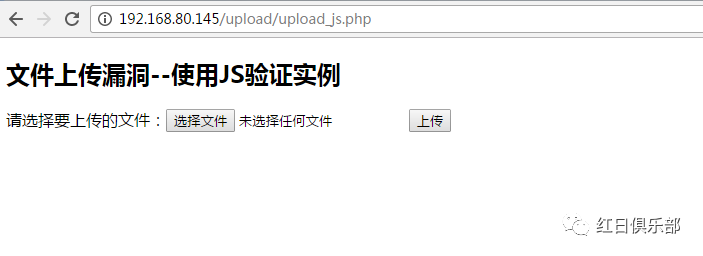 192.168.80.145/upload/upload_js.php
文件上传漏洞--使用JS验证实例
请选择要上传的文件：选择文件 未选择任何文件 上传
红日俱乐部